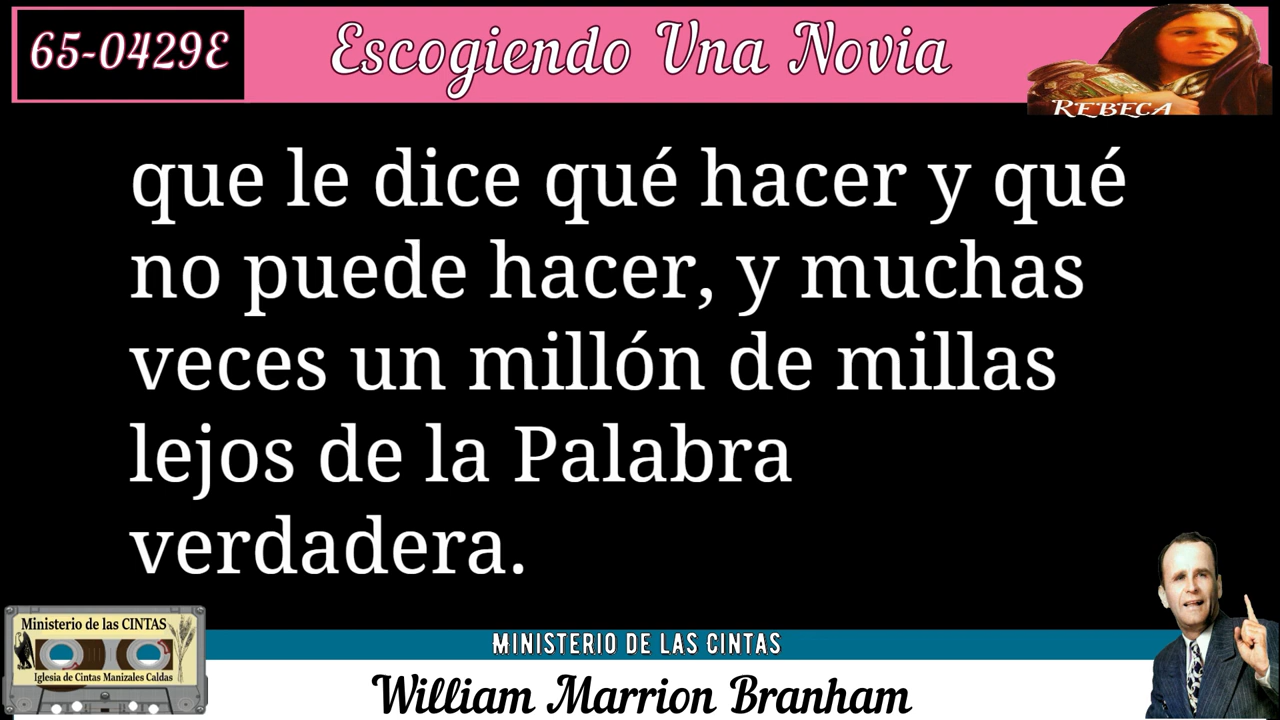 65-0429E
Escogiendo Una Novia
REBECA
que le dice qué hacer y qué
no puede hacer, y muchas
veces un millón de millas
lejos de la Palabra
verdadera.
Ministerio de las CINTAS
Iglesia de Cintas Manizales Caldas
MINISTERIO DE LAS CINTAS
William Marrion Branham